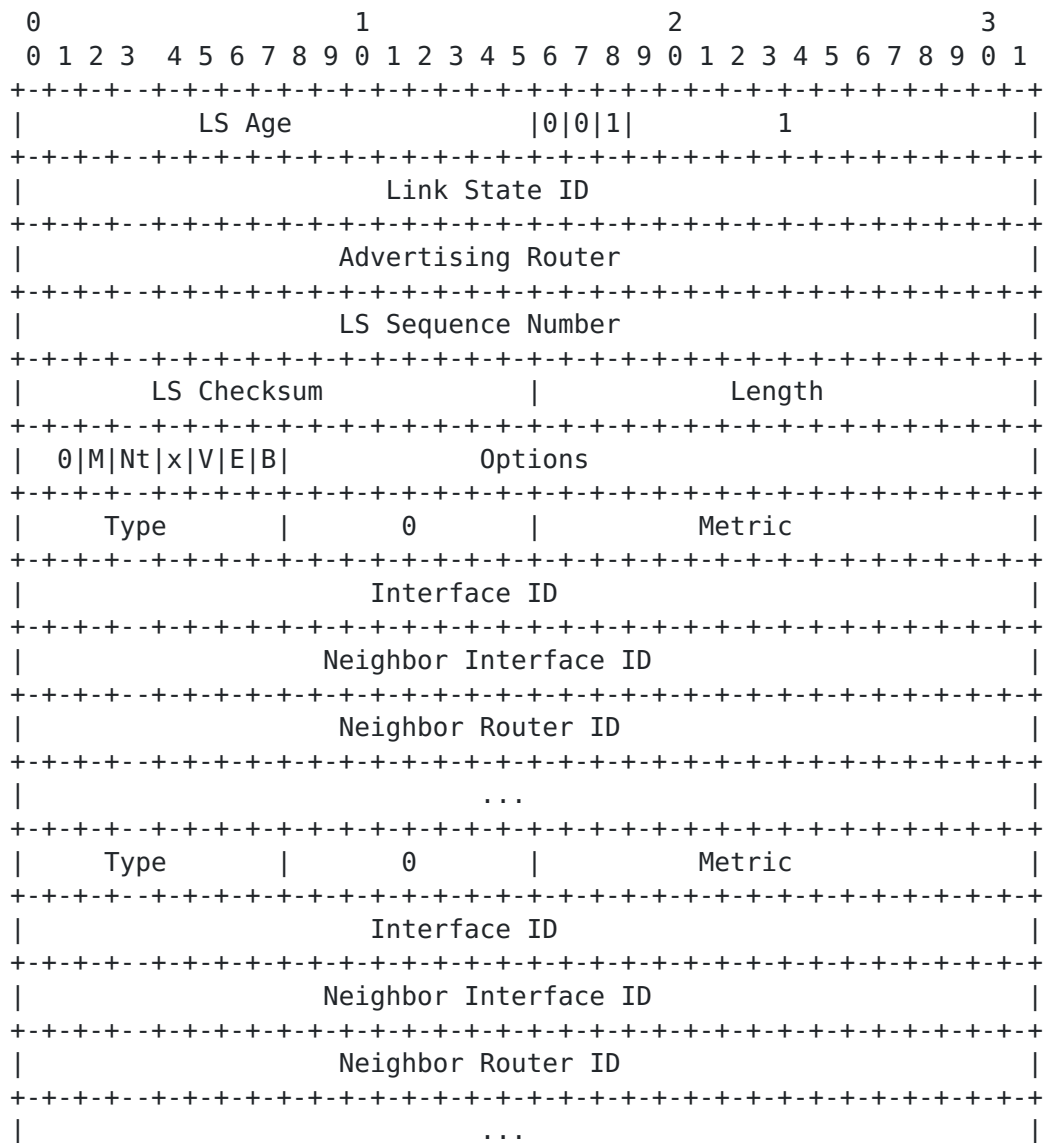 0                    1                   2                   3
 0 1 2 3  4 5 6 7 8 9 0 1 2 3 4 5 6 7 8 9 0 1 2 3 4 5 6 7 8 9 0 1
+-+-+-+--+-+-+-+-+-+-+-+-+-+-+-+-+-+-+-+-+-+-+-+-+-+-+-+-+-+-+-+-+
|           LS Age               |0|0|1|         1               |
+-+-+-+--+-+-+-+-+-+-+-+-+-+-+-+-+-+-+-+-+-+-+-+-+-+-+-+-+-+-+-+-+
|                       Link State ID                            |
+-+-+-+--+-+-+-+-+-+-+-+-+-+-+-+-+-+-+-+-+-+-+-+-+-+-+-+-+-+-+-+-+
|                    Advertising Router                          |
+-+-+-+--+-+-+-+-+-+-+-+-+-+-+-+-+-+-+-+-+-+-+-+-+-+-+-+-+-+-+-+-+
|                    LS Sequence Number                          |
+-+-+-+--+-+-+-+-+-+-+-+-+-+-+-+-+-+-+-+-+-+-+-+-+-+-+-+-+-+-+-+-+
|        LS Checksum             |            Length             |
+-+-+-+--+-+-+-+-+-+-+-+-+-+-+-+-+-+-+-+-+-+-+-+-+-+-+-+-+-+-+-+-+
|  0|M|Nt|x|V|E|B|            Options                            |
+-+-+-+--+-+-+-+-+-+-+-+-+-+-+-+-+-+-+-+-+-+-+-+-+-+-+-+-+-+-+-+-+
|     Type       |       0       |          Metric               |
+-+-+-+--+-+-+-+-+-+-+-+-+-+-+-+-+-+-+-+-+-+-+-+-+-+-+-+-+-+-+-+-+
|                      Interface ID                              |
+-+-+-+--+-+-+-+-+-+-+-+-+-+-+-+-+-+-+-+-+-+-+-+-+-+-+-+-+-+-+-+-+
|                   Neighbor Interface ID                        |
+-+-+-+--+-+-+-+-+-+-+-+-+-+-+-+-+-+-+-+-+-+-+-+-+-+-+-+-+-+-+-+-+
|                    Neighbor Router ID                          |
+-+-+-+--+-+-+-+-+-+-+-+-+-+-+-+-+-+-+-+-+-+-+-+-+-+-+-+-+-+-+-+-+
|                             ...                                |
+-+-+-+--+-+-+-+-+-+-+-+-+-+-+-+-+-+-+-+-+-+-+-+-+-+-+-+-+-+-+-+-+
|     Type       |       0       |          Metric               |
+-+-+-+--+-+-+-+-+-+-+-+-+-+-+-+-+-+-+-+-+-+-+-+-+-+-+-+-+-+-+-+-+
|                      Interface ID                              |
+-+-+-+--+-+-+-+-+-+-+-+-+-+-+-+-+-+-+-+-+-+-+-+-+-+-+-+-+-+-+-+-+
|                   Neighbor Interface ID                        |
+-+-+-+--+-+-+-+-+-+-+-+-+-+-+-+-+-+-+-+-+-+-+-+-+-+-+-+-+-+-+-+-+
|                    Neighbor Router ID                          |
+-+-+-+--+-+-+-+-+-+-+-+-+-+-+-+-+-+-+-+-+-+-+-+-+-+-+-+-+-+-+-+-+
|                             ...                                |